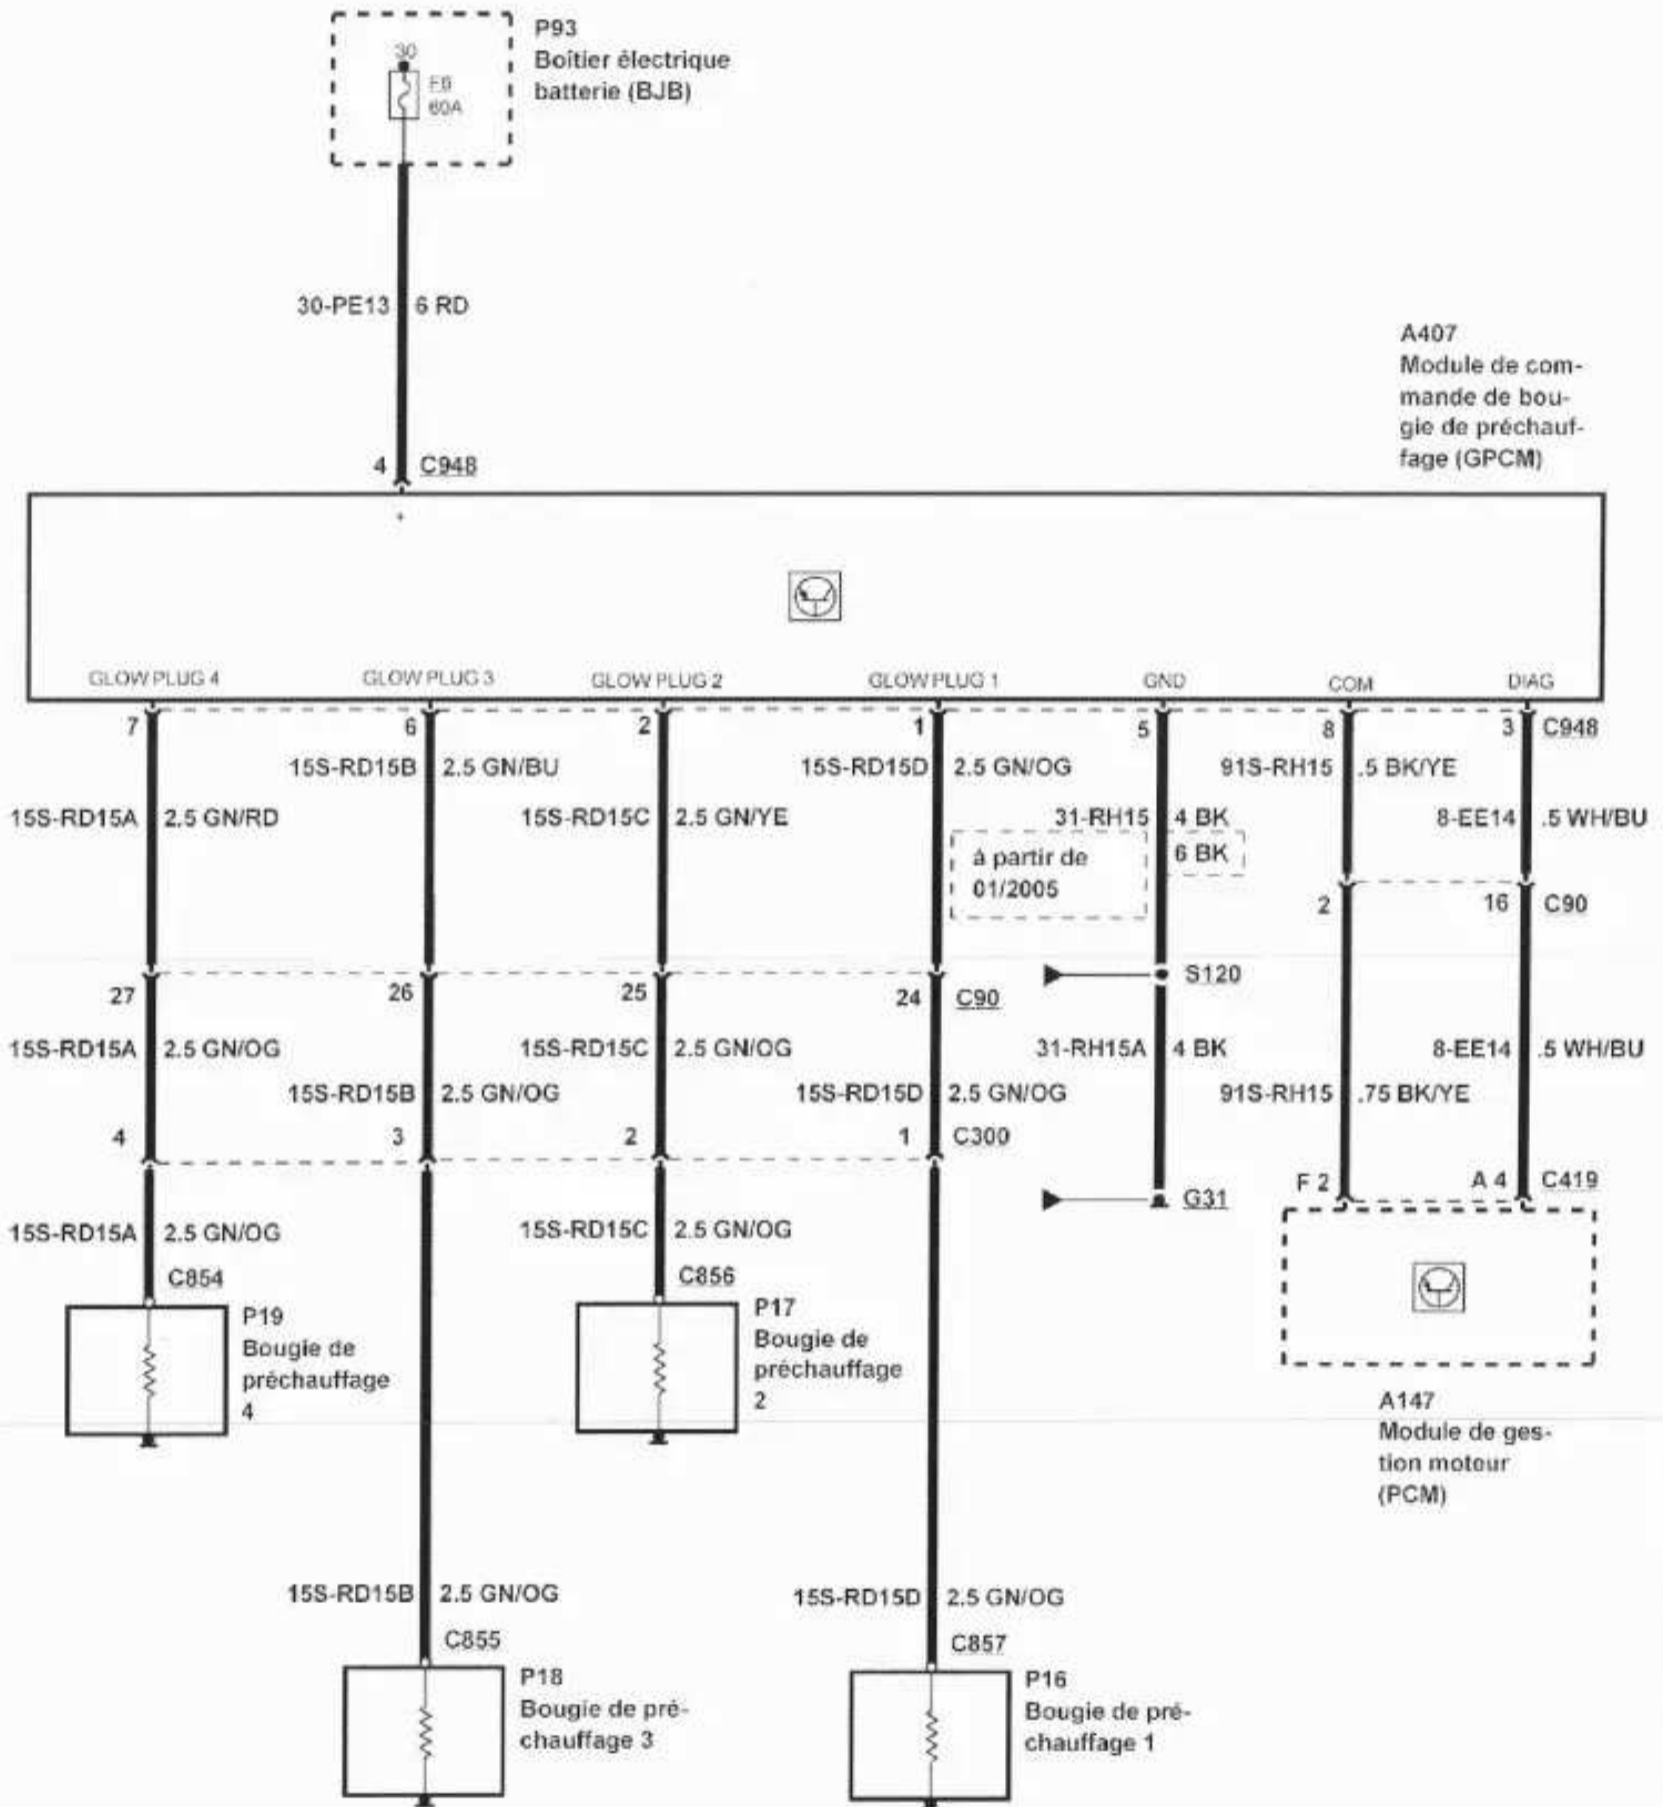 P93
Boîtier électrique
batterie (BJB)
30
F6
60A
30-PE13
6 RD
A407
Module de com-
mande de bou-
gie de préchauf-
fage (GPCM)
4
C948
+
GLOW PLUG 4
GLOW PLUG 3
GLOW PLUG 2
GLOW PLUG 1
GND
COM
DIAG
7
6
2
1
5
8
3
C948
15S-RD15B
2.5 GN/BU
15S-RD15D
2.5 GN/OG
91S-RH15
.5 BK/YE
15S-RD15A
2.5 GN/RD
15S-RD15C
2.5 GN/YE
31-RH15
4 BK
8-EE14
.5 WH/BU
à partir de
01/2005
6 BK
2
16
C90
S120
27
26
25
24
C90
15S-RD15A
2.5 GN/OG
15S-RD15C
2.5 GN/OG
31-RH15A
4 BK
8-EE14
.5 WH/BU
15S-RD15B
2.5 GN/OG
15S-RD15D
2.5 GN/OG
91S-RH15
.75 BK/YE
4
3
2
1
C300
F 2
A 4
C419
G31
15S-RD15A
2.5 GN/OG
15S-RD15C
2.5 GN/OG
C854
C856
P19
Bougie de
préchauffage
4
P17
Bougie de
préchauffage
2
A147
Module de ges-
tion moteur
(PCM)
15S-RD15B
2.5 GN/OG
15S-RD15D
2.5 GN/OG
C855
C857
P18
Bougie de pré-
chauffage 3
P16
Bougie de pré-
chauffage 1